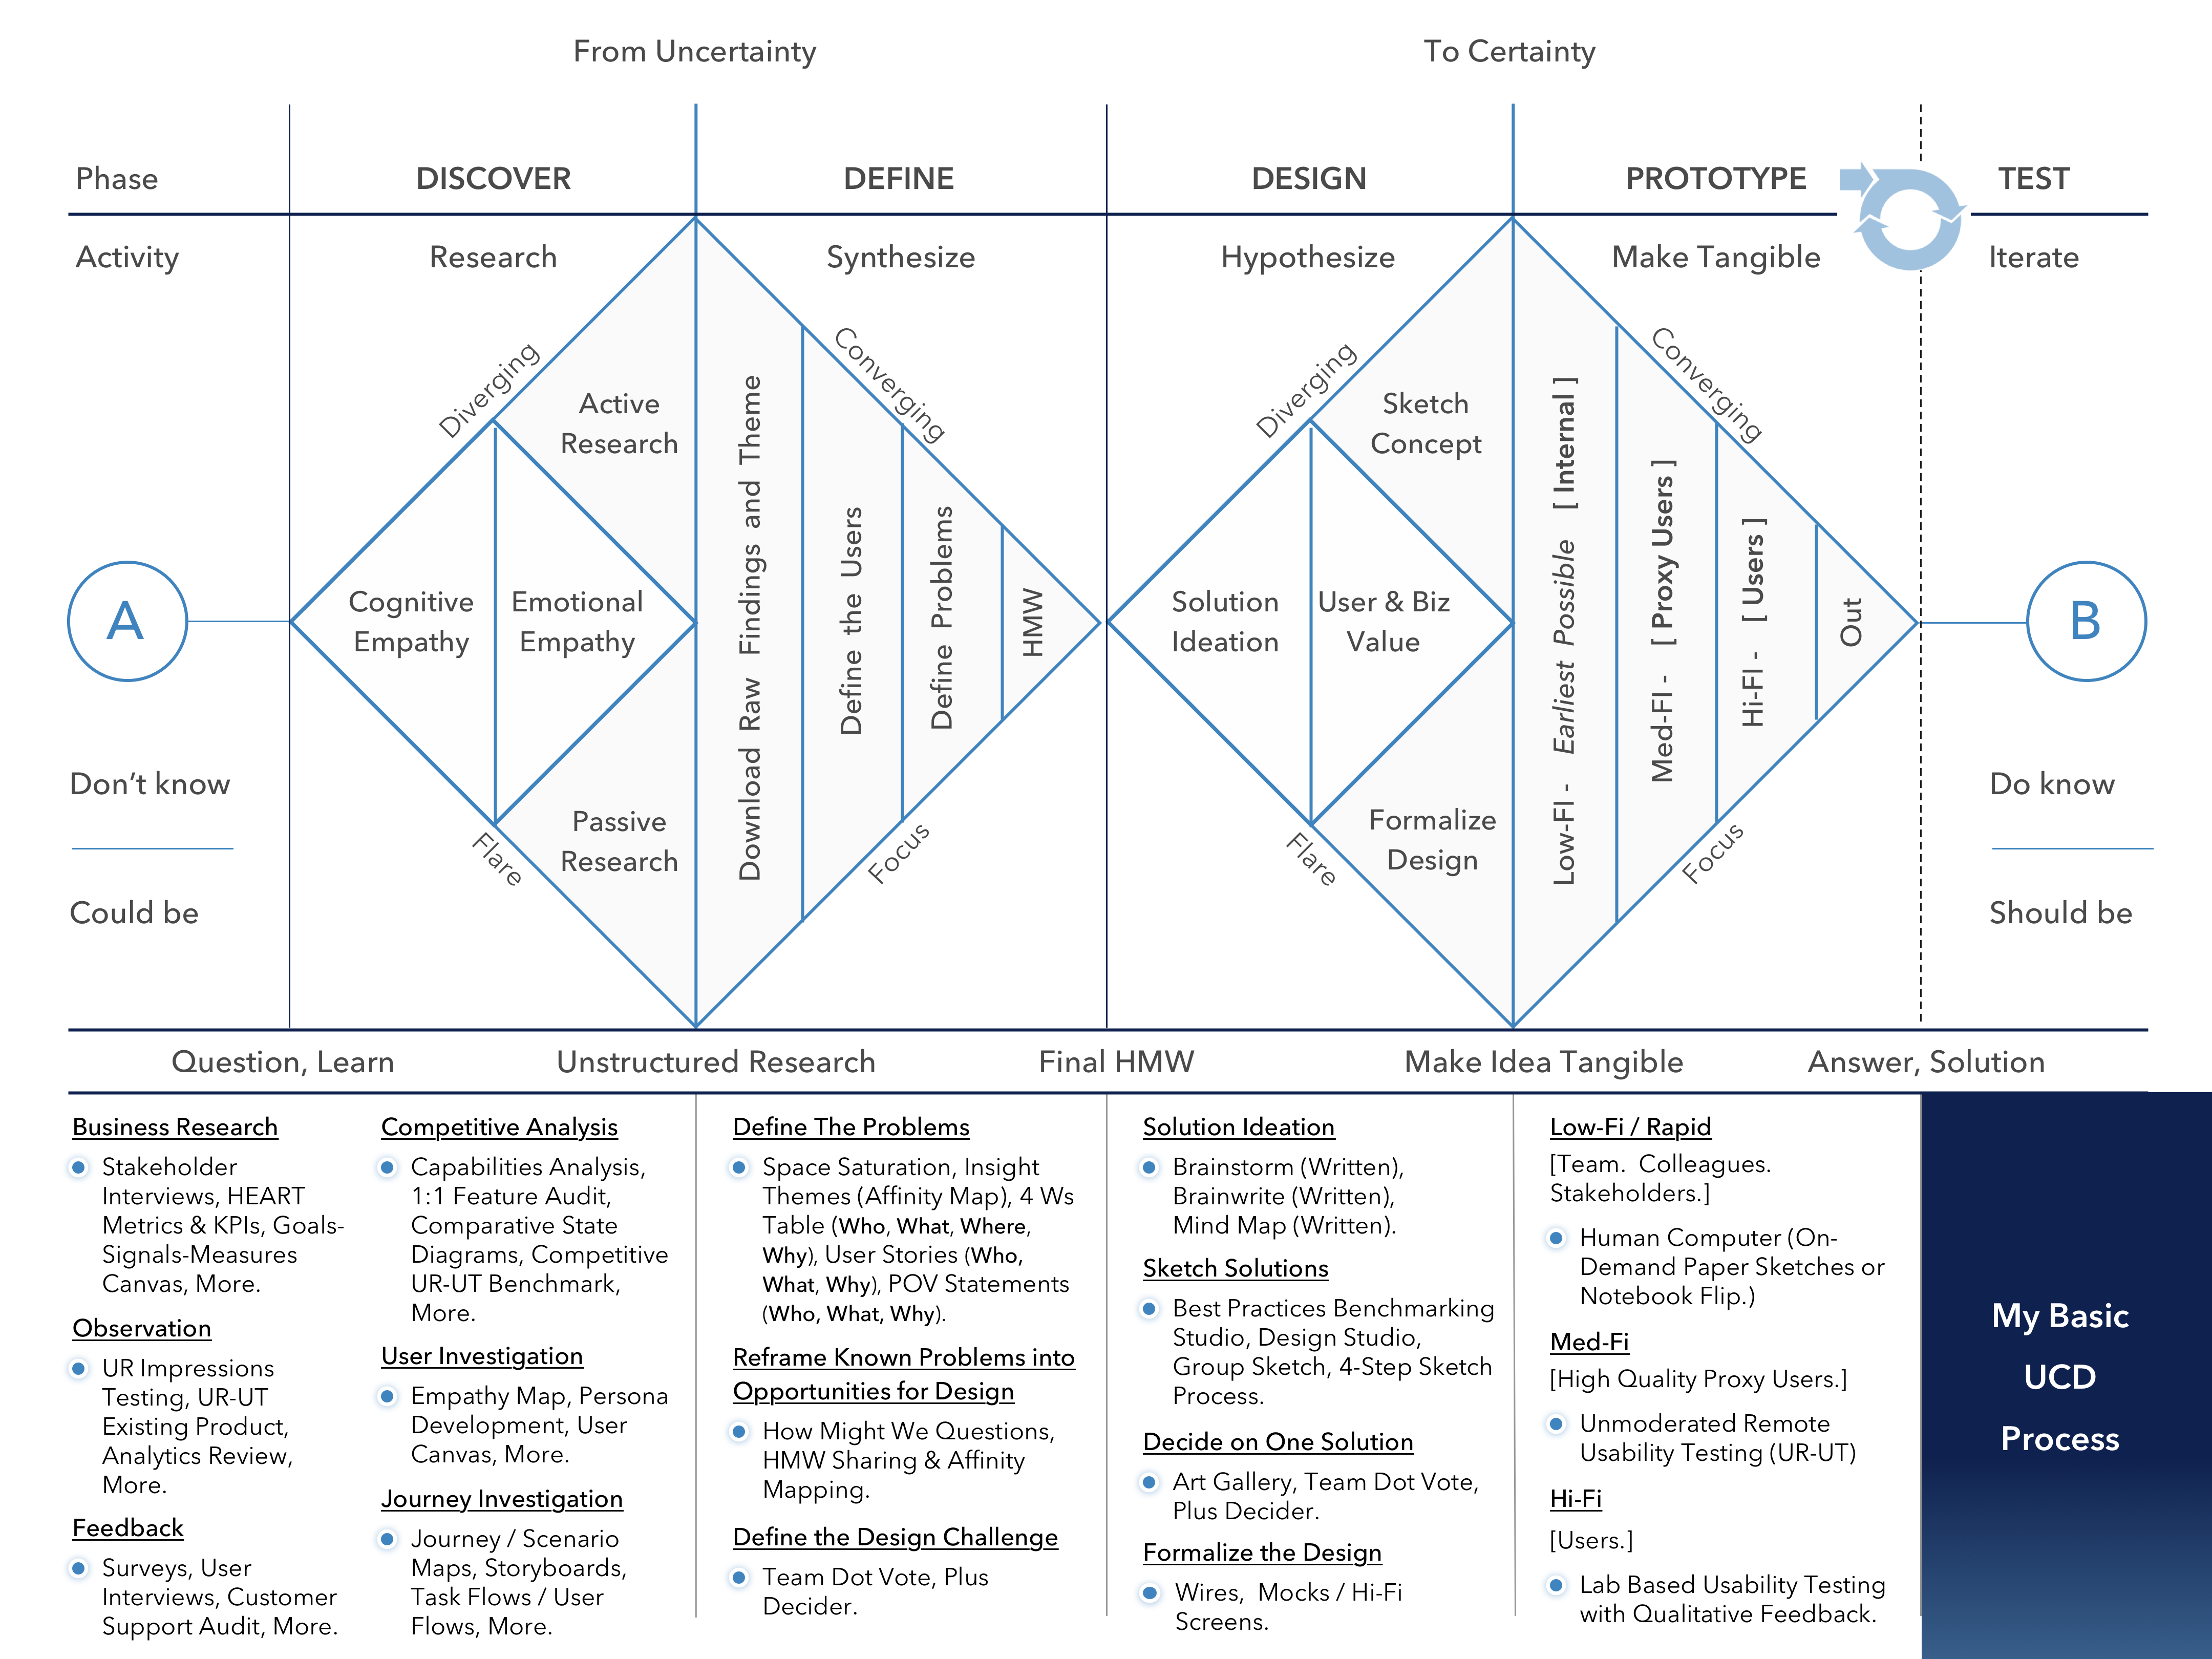 From Uncertainty
To Certainty
Phase
DISCOVER
DEFINE
DESIGN
PROTOTYPE
TEST
Activity
Research
Synthesize
Hypothesize
Make Tangible
Iterate
Diverging
Converging
Flare
Focus
Active
Research
Cognitive
Empathy
Emotional
Empathy
Passive
Research
Download Raw Findings and Theme
Define the Users
Define Problems
HMW
Diverging
Converging
Flare
Focus
Sketch
Concept
Solution
Ideation
User & Biz
Value
Formalize
Design
Low-FI - Earliest Possible [ Internal ]
Med-FI - [ Proxy Users ]
Hi-FI - [ Users ]
Out
A
Don’t know
Could be
B
Do know
Should be
Question, Learn
Unstructured Research
Final HMW
Make Idea Tangible
Answer, Solution
Business Research
Stakeholder
Interviews, HEART
Metrics & KPIs, Goals-
Signals-Measures
Canvas, More.
Observation
UR Impressions
Testing, UR-UT
Existing Product,
Analytics Review,
More.
Feedback
Surveys, User
Interviews, Customer
Support Audit, More.
Competitive Analysis
Capabilities Analysis,
1:1 Feature Audit,
Comparative State
Diagrams, Competitive
UR-UT Benchmark,
More.
User Investigation
Empathy Map, Persona
Development, User
Canvas, More.
Journey Investigation
Journey / Scenario
Maps, Storyboards,
Task Flows / User
Flows, More.
Define The Problems
Space Saturation, Insight
Themes (Affinity Map), 4 Ws
Table (Who, What, Where,
Why), User Stories (Who,
What, Why), POV Statements
(Who, What, Why).
Reframe Known Problems into
Opportunities for Design
How Might We Questions,
HMW Sharing & Affinity
Mapping.
Define the Design Challenge
Team Dot Vote, Plus
Decider.
Solution Ideation
Brainstorm (Written),
Brainwrite (Written),
Mind Map (Written).
Sketch Solutions
Best Practices Benchmarking
Studio, Design Studio,
Group Sketch, 4-Step Sketch
Process.
Decide on One Solution
Art Gallery, Team Dot Vote,
Plus Decider.
Formalize the Design
Wires, Mocks / Hi-Fi
Screens.
Low-Fi / Rapid
[Team. Colleagues.
Stakeholders.]
Human Computer (On-
Demand Paper Sketches or
Notebook Flip.)
Med-Fi
[High Quality Proxy Users.]
Unmoderated Remote
Usability Testing (UR-UT)
Hi-Fi
[Users.]
Lab Based Usability Testing
with Qualitative Feedback.
My Basic
UCD
Process